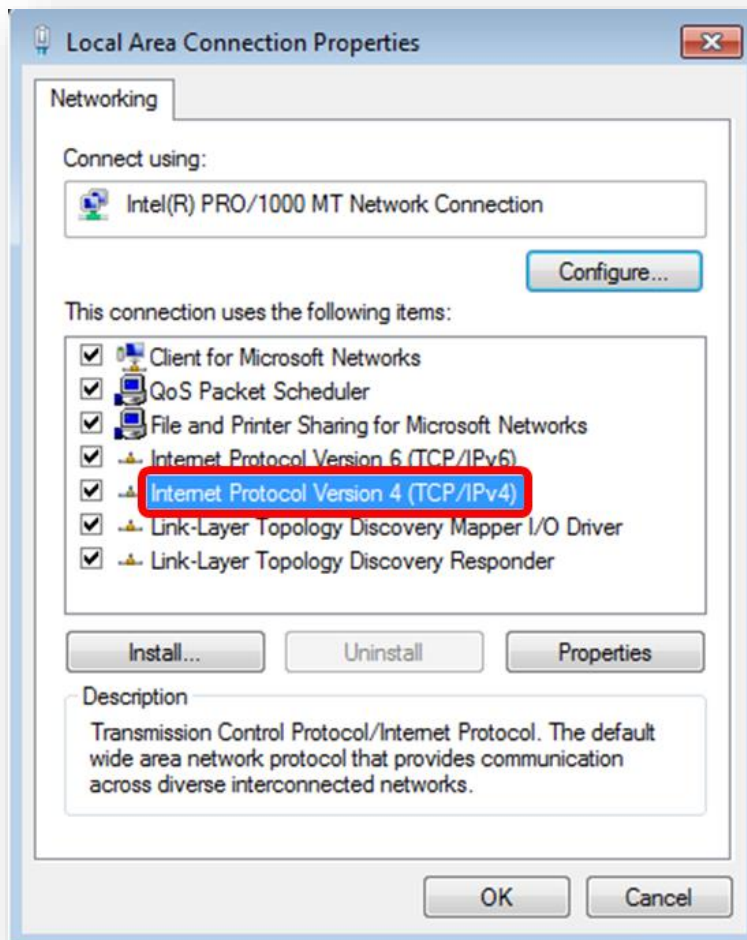 Local Area Connection Properties
Networking
Connect using:
Intel(R) PRO/1000 MT Network Connection
Configure...
This connection uses the following items:
Client for Microsoft Networks
QoS Packet Scheduler
File and Printer Sharing for Microsoft Networks
Internet Protocol Version 6 (TCP/IPv6)
Internet Protocol Version 4 (TCP/IPv4)
Link-Layer Topology Discovery Mapper I/O Driver
Link-Layer Topology Discovery Responder
Install... Uninstall Properties
Description
Transmission Control Protocol/Internet Protocol. The default
wide area network protocol that provides communication
across diverse interconnected networks.
OK Cancel